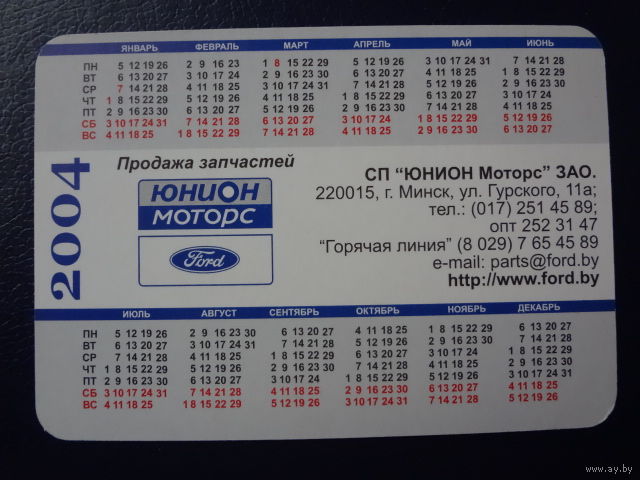 ЯНВАРЬ ФЕВРАЛЬ МАРТ АПРЕЛЬ МАЙ ИЮНЬ
ПН 5 12 19 26 2 9 16 23 1 8 15 22 29 5 12 19 26 3 10 17 24 31 7 14 21 28
ВТ 6 13 20 27 3 10 17 24 2 9 16 23 30 6 13 20 27 4 11 18 25 1 8 15 22 29
СР 7 14 21 28 4 11 18 25 3 10 17 24 31 7 14 21 28 5 12 19 26 2 9 16 23 30
ЧТ 1 8 15 22 29 5 12 19 26 4 11 18 25 1 8 15 22 29 6 13 20 27 3 10 17 24
ПТ 2 9 16 23 30 6 13 20 27 5 12 19 26 2 9 16 23 30 7 14 21 28 4 11 18 25
СБ 3 10 17 24 31 7 14 21 28 6 13 20 27 3 10 17 24 1 8 15 22 29 5 12 19 26
ВС 4 11 18 25 1 8 15 22 29 7 14 21 28 4 11 18 25 2 9 16 23 30 6 13 20 27
2004
Продажа запчастей
ЮНИОН
МОТОРС
Ford
СП “ЮНИОН Моторс” ЗАО.
220015, г. Минск, ул. Гурского, 11а;
тел.: (017) 251 45 89;
опт 252 31 47
“Горячая линия” (8 029) 7 65 45 89
e-mail: parts@ford.by
http://www.ford.by
ИЮЛЬ АВГУСТ СЕНТЯБРЬ ОКТЯБРЬ НОЯБРЬ ДЕКАБРЬ
ПН 5 12 19 26 2 9 16 23 30 6 13 20 27 4 11 18 25 1 8 15 22 29 6 13 20 27
ВТ 6 13 20 27 3 10 17 24 31 7 14 21 28 5 12 19 26 2 9 16 23 30 7 14 21 28
СР 7 14 21 28 4 11 18 25 1 8 15 22 29 6 13 20 27 3 10 17 24 1 8 15 22 29
ЧТ 1 8 15 22 29 5 12 19 26 2 9 16 23 30 7 14 21 28 4 11 18 25 2 9 16 23 30
ПТ 2 9 16 23 30 6 13 20 27 3 10 17 24 1 8 15 22 29 5 12 19 26 3 10 17 24 31
СБ 3 10 17 24 31 7 14 21 28 4 11 18 25 2 9 16 23 30 6 13 20 27 4 11 18 25
ВС 4 11 18 25 1 8 15 22 29 5 12 19 26 3 10 17 24 31 7 14 21 28 5 12 19 26
www.ay.by